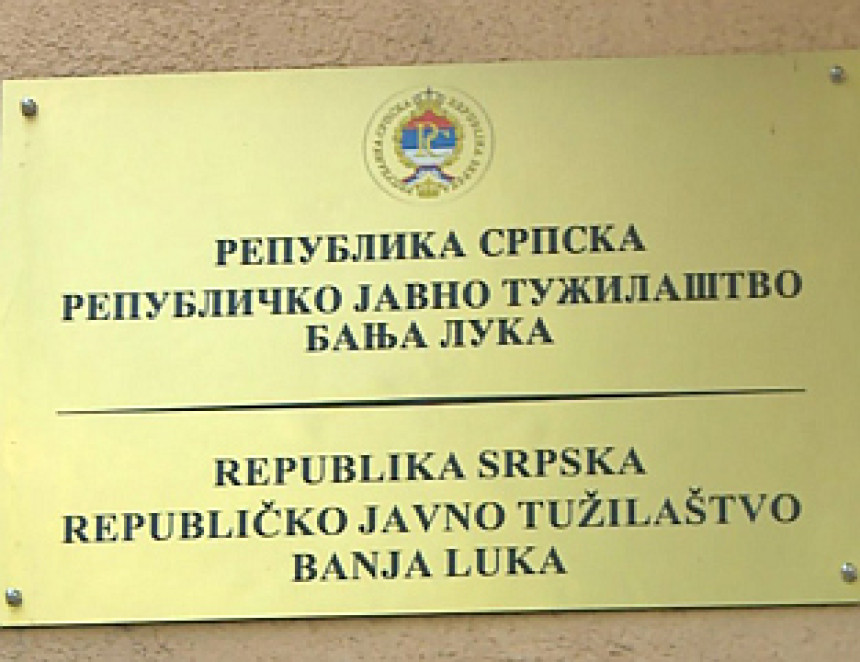 РЕПУБЛИКА СРПСКА
РЕПУБЛИЧКО ЈАВНО ТУЖИЛАШТВО
БАЊА ЛУКА
REPUBLIKA SRPSKA
REPUBLIČKO JAVNO TUŽILAŠTVO
BANJA LUKA